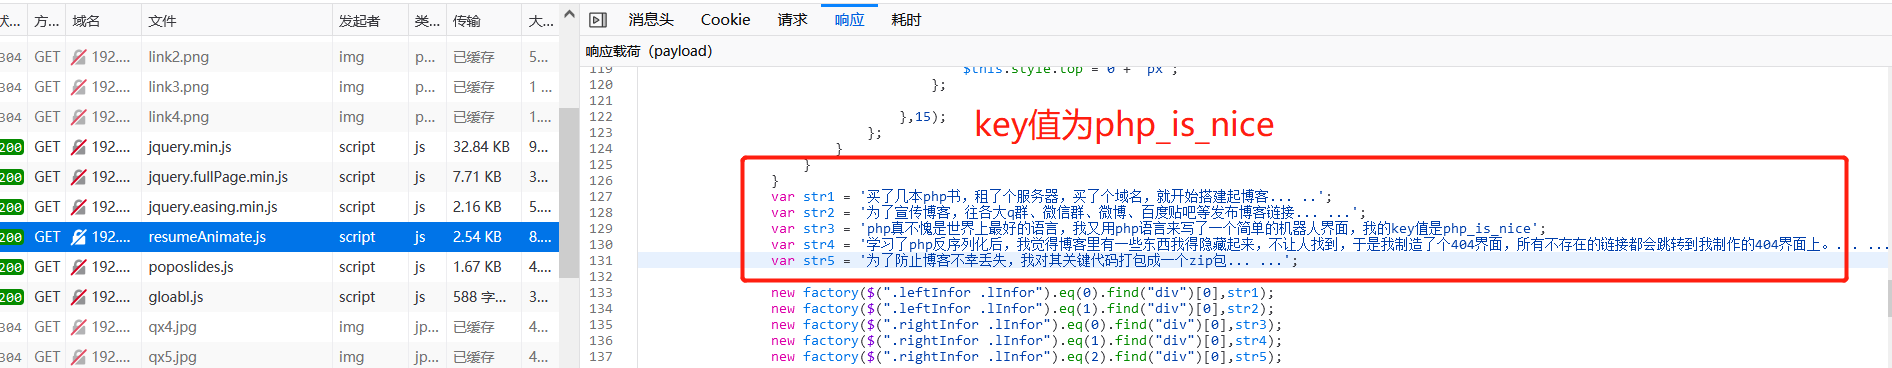 状... 方... 域名 文件 发起者 类... 传输 大...
304 GET 192.... link2.png img p... 已缓存 5...
304 GET 192.... link3.png img p... 已缓存 1 ...
304 GET 192.... link4.png img p... 已缓存 1....
200 GET 192.... jquery.min.js script js 32.84 KB 9...
200 GET 192.... jquery.fullPage.min.js script js 7.71 KB 3...
200 GET 192.... jquery.easing.min.js script js 2.16 KB 5....
200 GET 192.... resumeAnimate.js script js 2.54 KB 8....
200 GET 192.... poposlides.js script js 1.67 KB 4....
200 GET 192.... gloabl.js script js 588 字... 3...
304 GET 192.... qx4.jpg img jp... 已缓存 4...
304 GET 192.... qx5.jpg img jp... 已缓存 4...
消息头 Cookie 请求 响应 耗时
响应载荷 (payload)
119 $this.style.top = 0 + "px";
120 };
121
122 },15);
123 };
124 }
125 }
126 }
key值为php_is_nice
127 var str1 = '买了几本php书，租了个服务器，买了个域名，就开始搭建起博客... ..';
128 var str2 = '为了宣传博客，往各大q群、微信群、微博、百度贴吧等发布博客链接... ...';
129 var str3 = 'php真不愧是世界上最好的语言，我又用php语言来写了一个简单的机器人界面，我的key值是php_is_nice';
130 var str4 = '学习了php反序列化后，我觉得博客里有一些东西我得隐藏起来，不让人找到，于是我制造了个404界面，所有不存在的链接都会跳转到我制作的404界面上。... ...
131 var str5 = '为了防止博客不幸丢失，我对其关键代码打包成一个zip包... ...';
132
133 new factory($(".leftInfor .lInfor").eq(0).find("div")[0],str1);
134 new factory($(".leftInfor .lInfor").eq(1).find("div")[0],str2);
135 new factory($(".rightInfor .lInfor").eq(0).find("div")[0],str3);
136 new factory($(".rightInfor .lInfor").eq(1).find("div")[0],str4);
137 new factory($(".rightInfor .lInfor").eq(2).find("div")[0],str5);